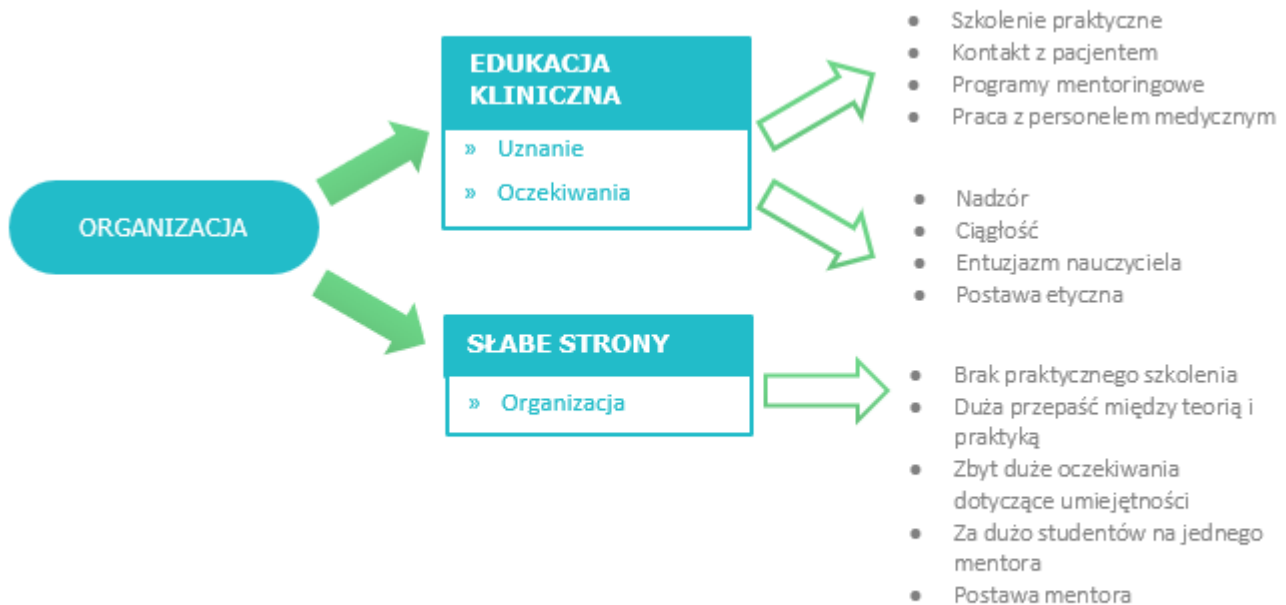 ORGANIZACJA
EDUKACJA
KLINICZNA
» Uznanie
» Oczekiwania
● Szkolenie praktyczne
● Kontakt z pacjentem
● Programy mentoringowe
● Praca z personelem medycznym
● Nadzór
● Ciągłość
● Entuzjazm nauczyciela
● Postawa etyczna
SŁABE STRONY
» Organizacja
● Brak praktycznego szkolenia
● Duża przepaść między teorią i
praktyką
● Zbyt duże oczekiwania
dotyczące umiejętności
● Za dużo studentów na jednego
mentora
● Postawa mentora